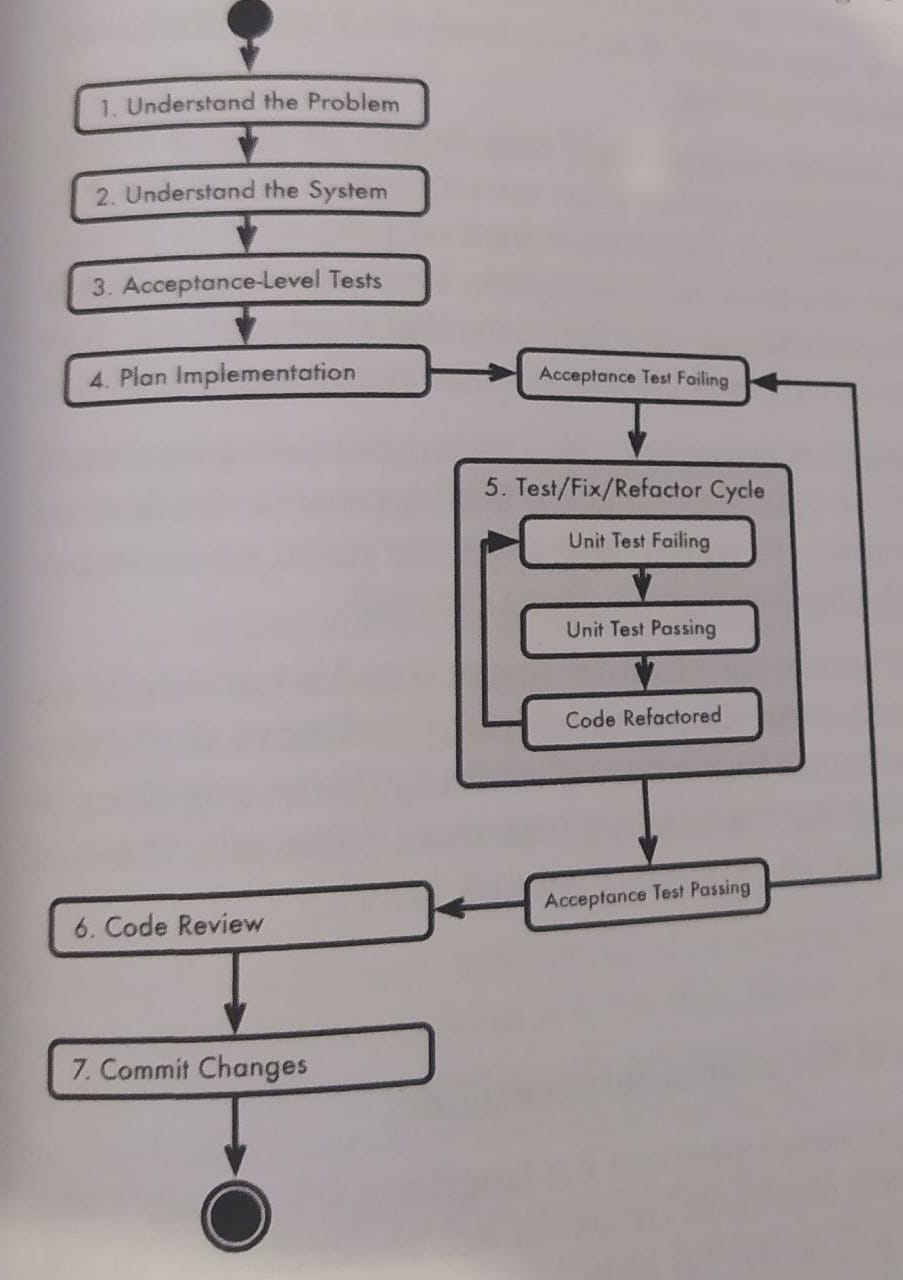 1. Understand the Problem
2. Understand the System
3. Acceptance-Level Tests
4. Plan Implementation
Acceptance Test Failing
5. Test/Fix/Refactor Cycle
Unit Test Failing
Unit Test Passing
Code Refactored
Acceptance Test Passing
6. Code Review
7. Commit Changes